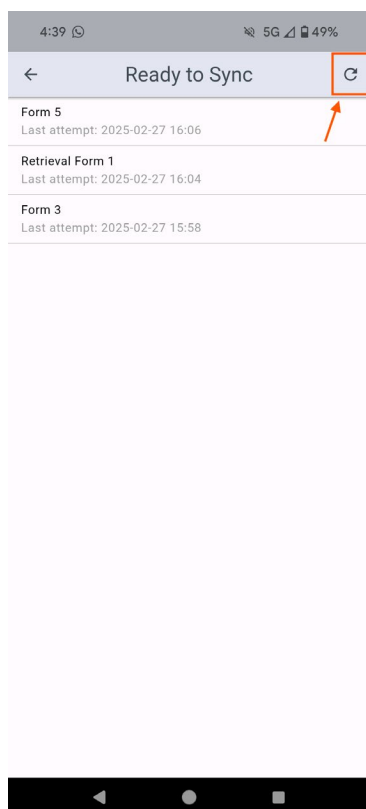 4:39 5G 49%
Ready to Sync
Form 5
Last attempt: 2025-02-27 16:06
Retrieval Form 1
Last attempt: 2025-02-27 16:04
Form 3
Last attempt: 2025-02-27 15:58